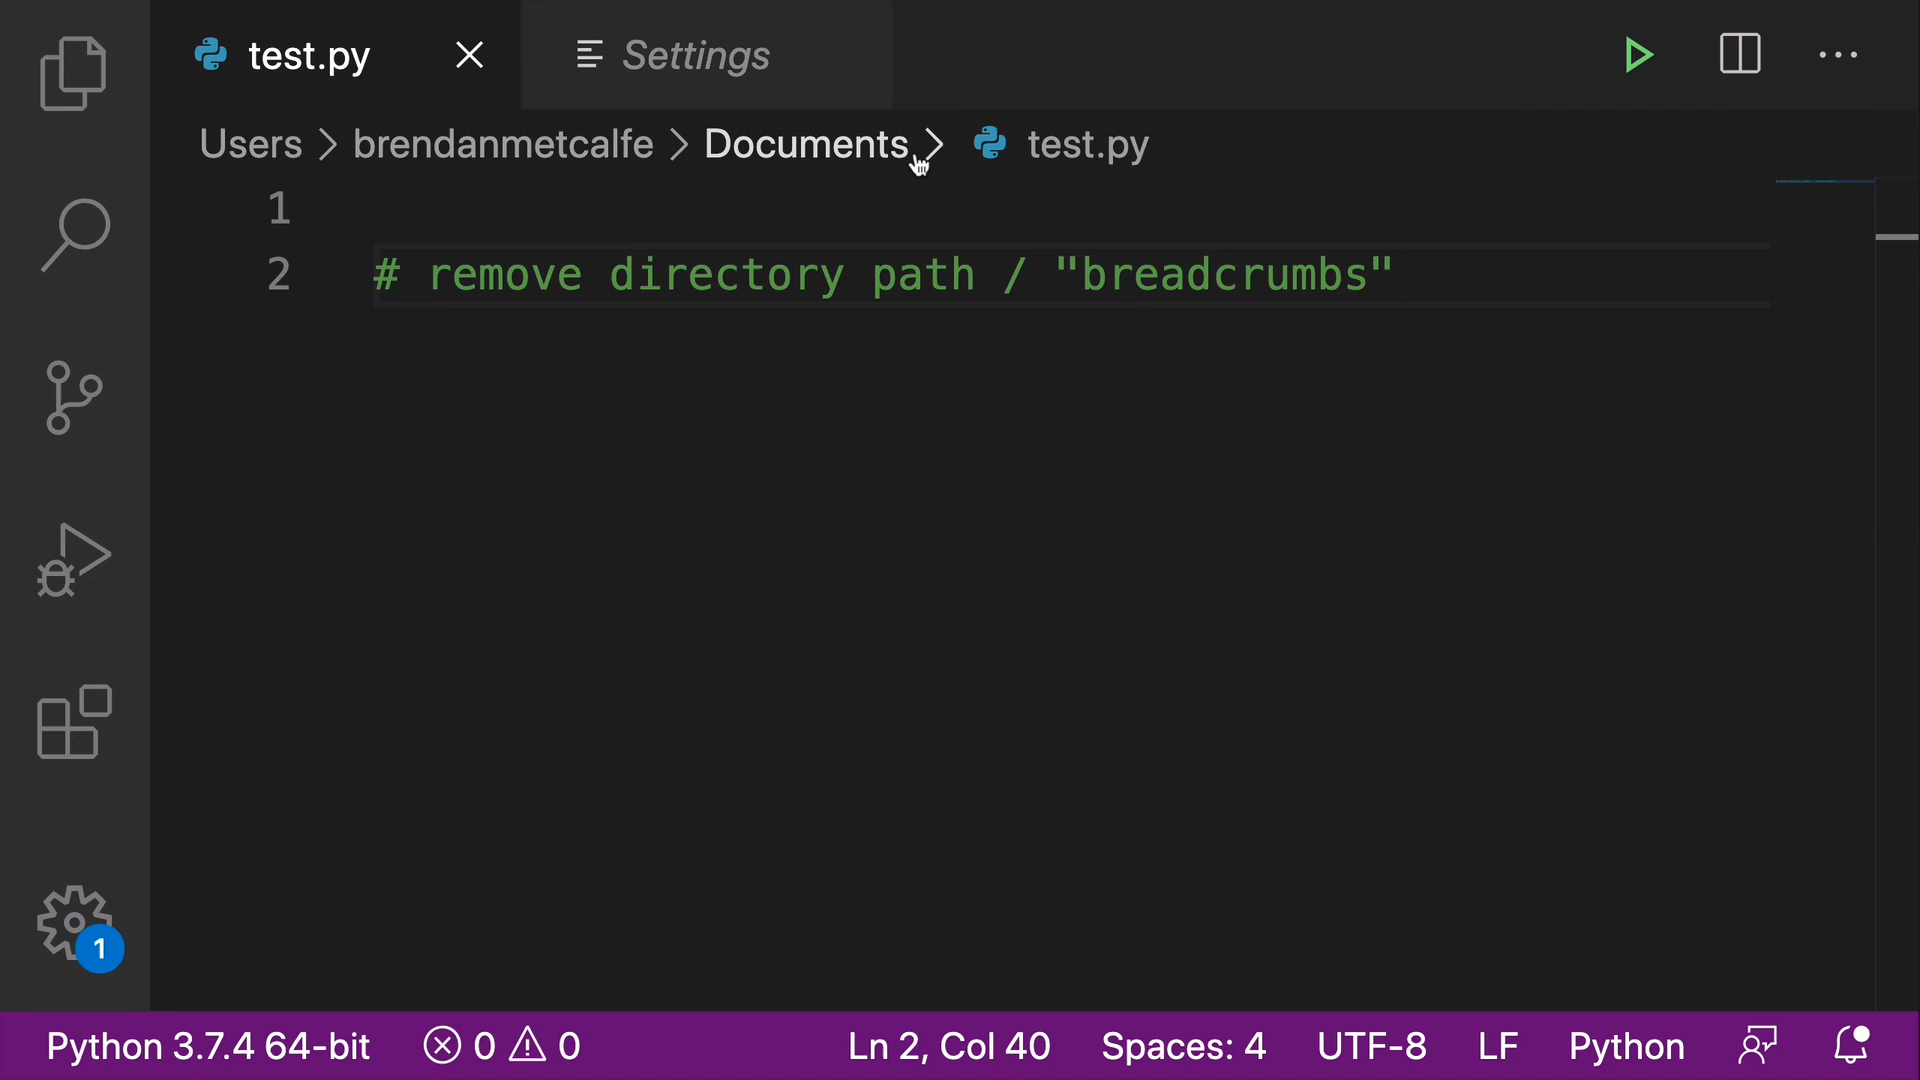 test.py Settings
Users > brendanmetcalfe > Documents > test.py
1
2 # remove directory path / "breadcrumbs"
1
Python 3.7.4 64-bit 0 0 Ln 2, Col 40 Spaces: 4 UTF-8 LF Python